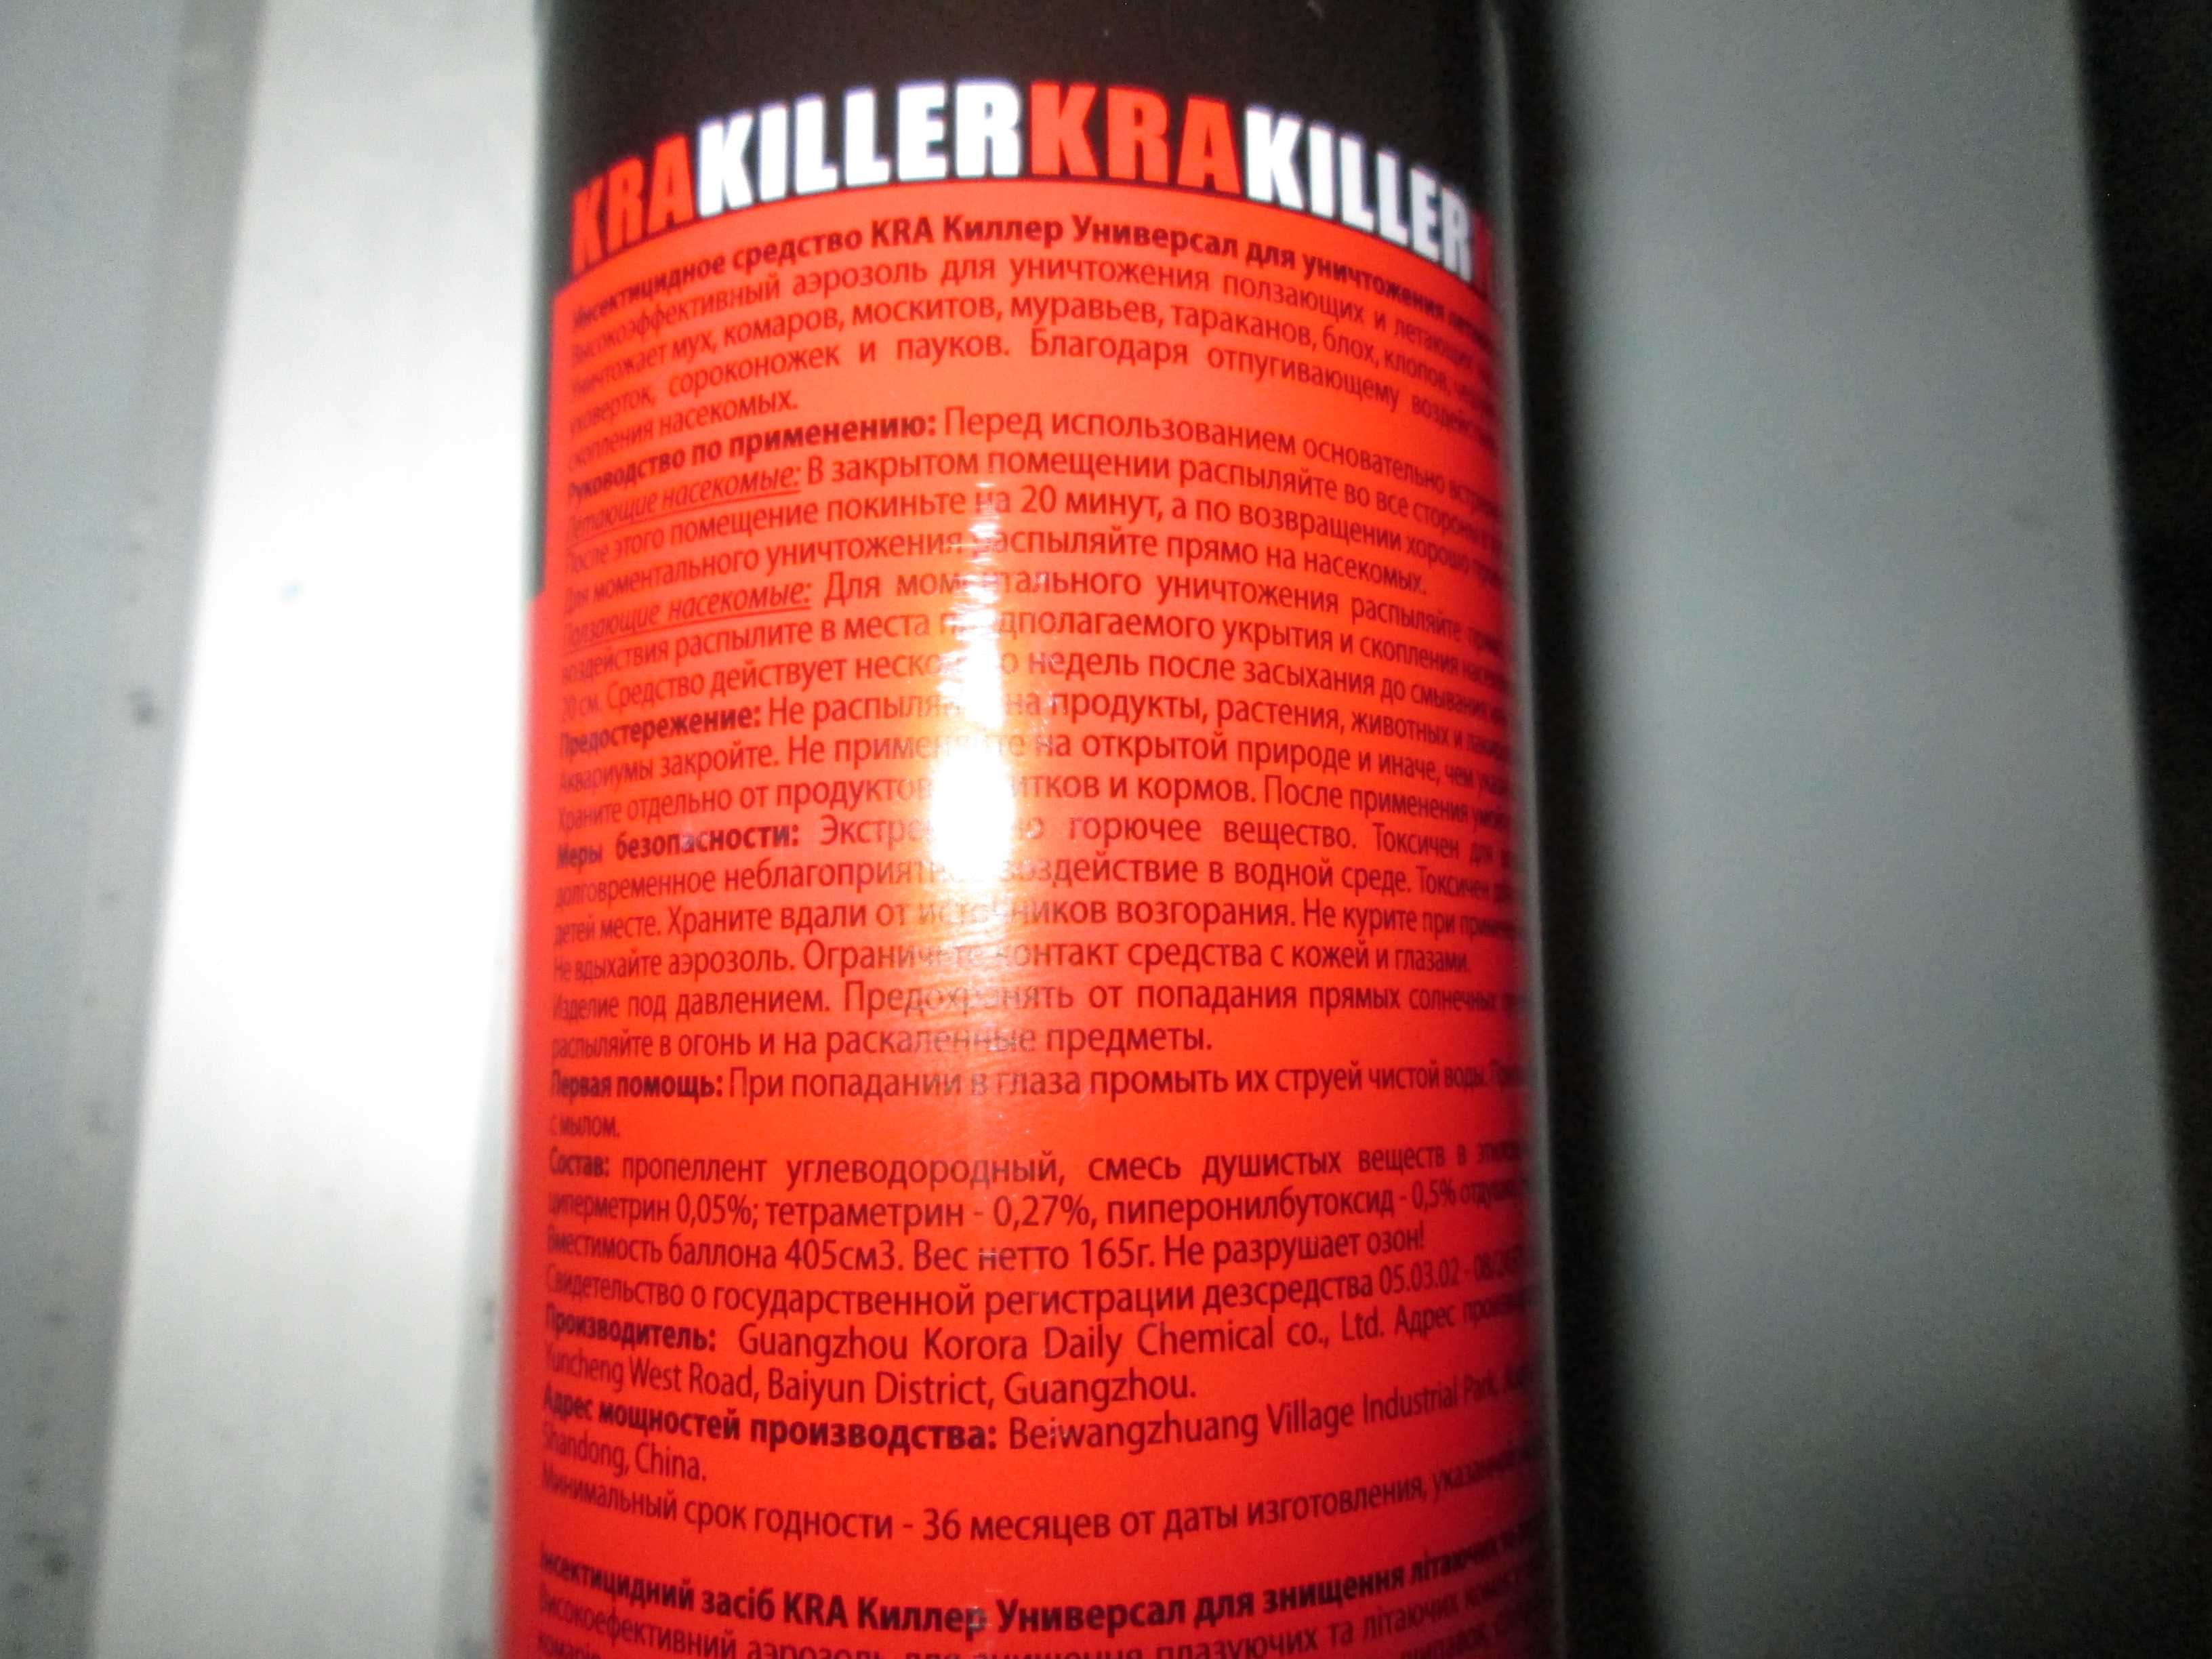 KRAKILLERKRAKILLER
Инсектицидное средство KRA Киллер Универсал для уничтожения
Высокоэффективный аэрозоль для уничтожения ползающих и летающих
Уничтожает мух, комаров, москитов, муравьев, тараканов, блох, клопов,
уховерток, сороконожек и пауков. Благодаря отпугивающему
скопления насекомых.
Руководство по применению: Перед использованием основательно
Летающие насекомые: В закрытом помещении распыляйте во все стороны
После этого помещение покиньте на 20 минут, а по возвращении хорошо
Для моментального уничтожения распыляйте прямо на насекомых.
Ползающие насекомые: Для моментального уничтожения распыляйте
воздействия распылите в места предполагаемого укрытия и скопления
20 см. Средство действует несколько недель после засыхания до смывания
Предостережение: Не распыляйте на продукты, растения, животных и
Аквариумы закройте. Не применяйте на открытой природе и иначе, чем
Храните отдельно от продуктов, напитков и кормов. После применения
Меры безопасности: Экстремально горючее вещество. Токсичен для
долговременное неблагоприятное воздействие в водной среде. Токсичен
детей месте. Храните вдали от источников возгорания. Не курите при
Не вдыхайте аэрозоль. Ограничьте контакт средства с кожей и глазами.
Изделие под давлением. Предохранять от попадания прямых солнечных
распыляйте в огонь и на раскаленные предметы.
Первая помощь: При попадании в глаза промыть их струей чистой воды.
с мылом.
Состав: пропеллент углеводородный, смесь душистых веществ в
циперметрин 0,05%; тетраметрин - 0,27%, пиперонилбутоксид - 0,5%
Вместимость баллона 405см3. Вес нетто 165г. Не разрушает озон!
Свидетельство о государственной регистрации дезсредства 05.03.02 -
Производитель: Guangzhou Korora Daily Chemical co., Ltd. Адрес
Yuncheng West Road, Baiyun District, Guangzhou.
Адрес мощностей производства: Beiwangzhuang Village Industrial Park,
Shandong, China.
Минимальный срок годности - 36 месяцев от даты изготовления,
Інсектицидний засіб KRA Киллер Универсал для знищення літаючих
Високоефективний аэрозоль для знищення плазуючих та літаючих